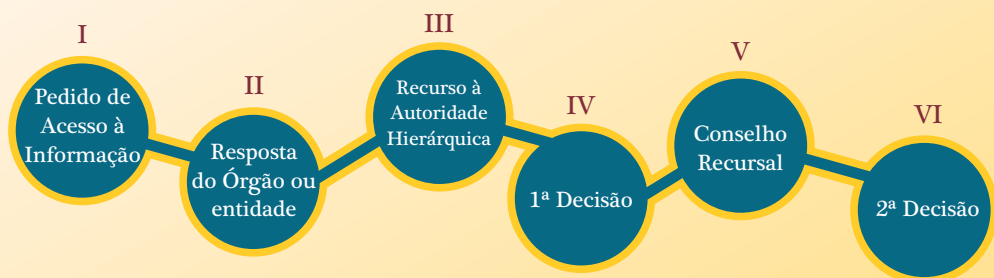 I
Pedido de
Acesso à
Informação
II
Resposta
do Órgão ou
entidade
III
Recurso à
Autoridade
Hierárquica
IV
1ª Decisão
V
Conselho
Recursal
VI
2ª Decisão